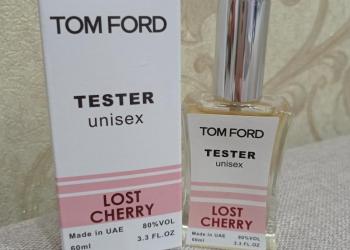 TOM FORD
TESTER
unisex
LOST
CHERRY
Made in UAE 80%VOL
60ml 3.3 FL.OZ
TOM FORD
TESTER
unisex
LOST
CHERRY
Made in UAE 80%VOL
60ml 3.3 FL.OZ